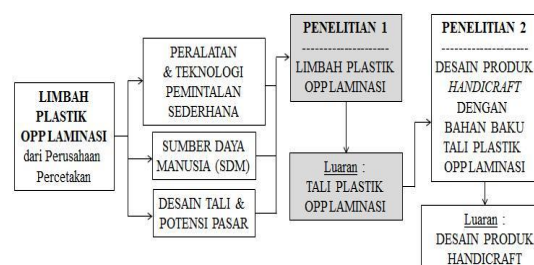 LIMBAH
PLASTIK
OPP LAMINASI
dari Perusahaan
Percetakan
PERALATAN
& TEKNOLOGI
PEMINTALAN
SEDERHANA
SUMBER DAYA
MANUSIA (SDM)
DESAIN TALI &
POTENSI PASAR
PENELITIAN 1
---------------------
LIMBAH PLASTIK
OPP LAMINASI
Luaran :
TALI PLASTIK
OPP LAMINASI
PENELITIAN 2
---------------------
DESAIN PRODUK
HANDICRAFT
DENGAN
BAHAN BAKU
TALI PLASTIK
OPP LAMINASI
Luaran :
DESAIN PRODUK
HANDICRAFT